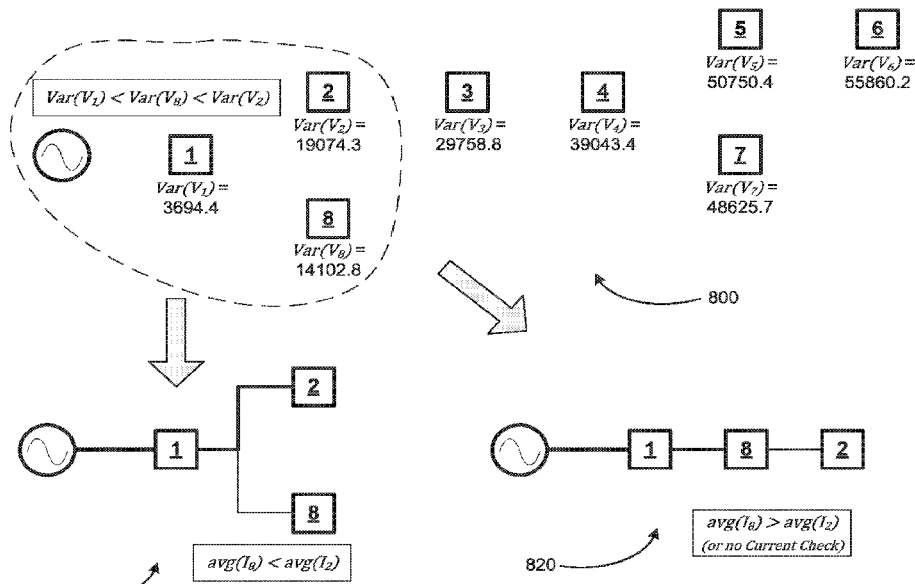 5
6
Var(V5)=
50750.4
Var(V6)=
55860.2
Var(V1) < Var(V8) < Var(V2)
2
3
4
Var(V2)=
19074.3
Var(V3)=
29758.8
Var(V4)=
39043.4
1
7
Var(V1)=
3694.4
Var(V7)=
48625.7
8
Var(V8)=
14102.8
800
2
1
8
avg(I8) < avg(I2)
1
8
2
avg(I8) > avg(I2)
(or no Current Check)
820